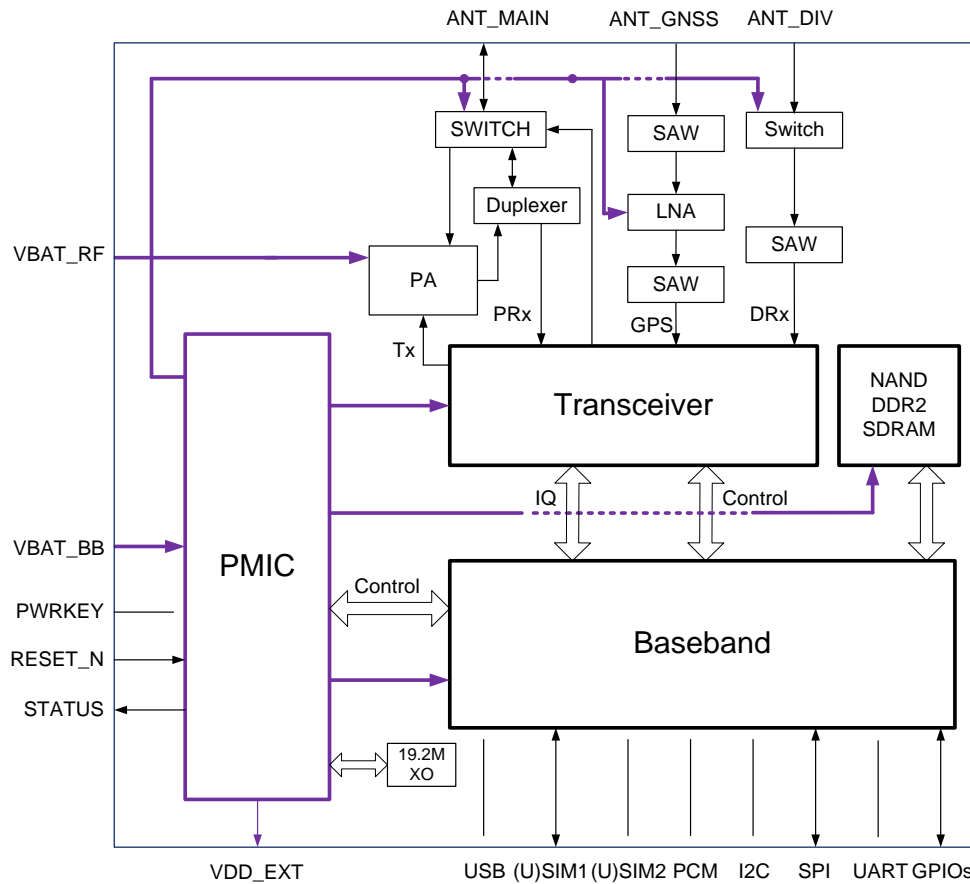 ANT_MAIN ANT_GNSS ANT_DIV
SWITCH
SAW
Switch
Duplexer
LNA
VBAT_RF
PA
SAW
SAW
PRx
GPS
DRx
Tx
Transceiver
NAND
DDR2
SDRAM
IQ
Control
VBAT_BB
PMIC
Control
PWRKEY
Baseband
RESET_N
STATUS
19.2M
XO
VDD_EXT
USB (U)SIM1 (U)SIM2 PCM I2C SPI UART GPIOs